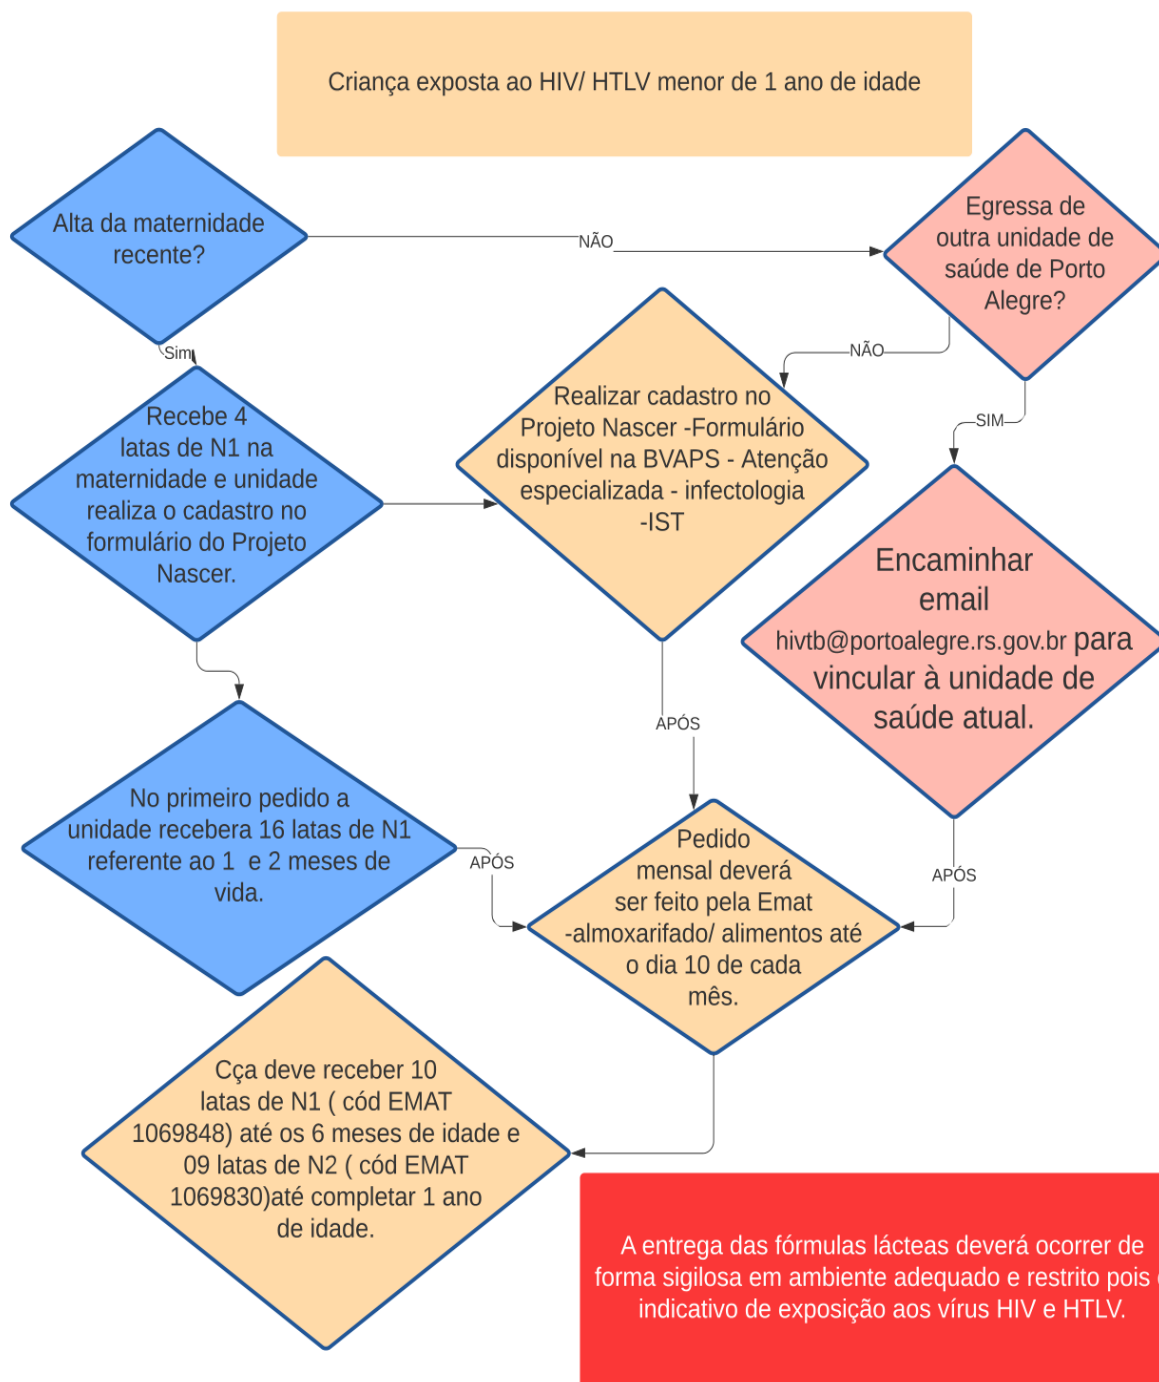 Criança exposta ao HIV/ HTLV menor de 1 ano de idade
Alta da maternidade
recente?
NÃO
Egressa de
outra unidade de
saúde de Porto
Alegre?
Sim
NÃO
SIM
Recebe 4
latas de N1 na
maternidade e unidade
realiza o cadastro no
formulário do Projeto
Nascer.
Realizar cadastro no
Projeto Nascer -Formulário
disponível na BVAPS - Atenção
especializada - infectologia
-IST
Encaminhar
email
hivtb@portoalegre.rs.gov.br para
vincular à unidade de
saúde atual.
APÓS
No primeiro pedido a
unidade recebera 16 latas de N1
referente ao 1 e 2 meses de
vida.
APÓS
APÓS
Pedido
mensal deverá
ser feito pela Emat
-almoxarifado/ alimentos até
o dia 10 de cada
mês.
Cça deve receber 10
latas de N1 ( cód EMAT
1069848) até os 6 meses de idade e
09 latas de N2 ( cód EMAT
1069830)até completar 1 ano
de idade.
A entrega das fórmulas lácteas deverá ocorrer de
forma sigilosa em ambiente adequado e restrito pois
indicativo de exposição aos vírus HIV e HTLV.